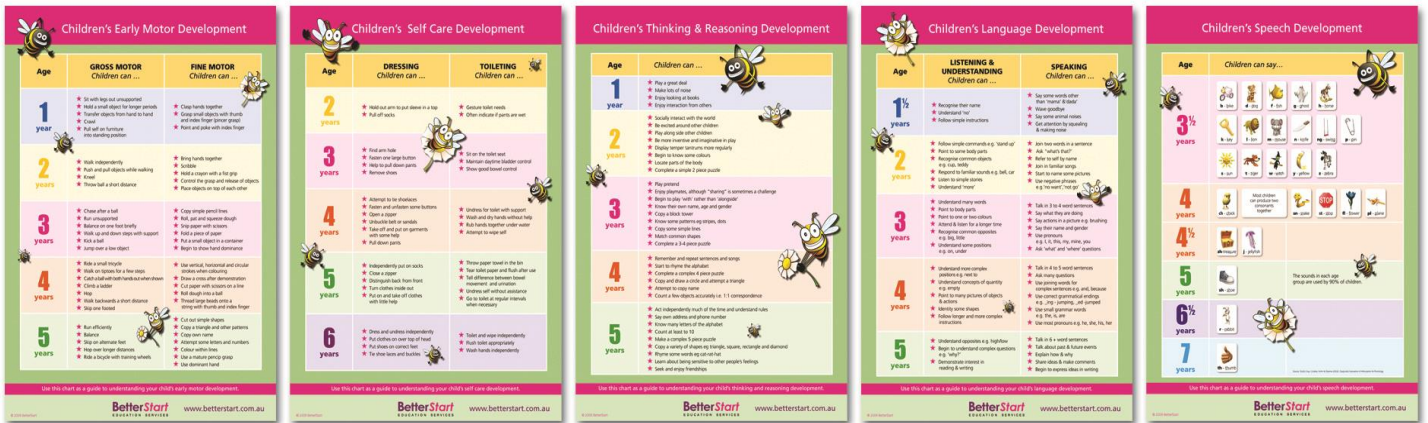 Children's Early Motor Development
Age
GROSS MOTOR
Children can ...
FINE MOTOR
Children can ...
1
year
Sit with legs out unsupported
Hold a small object for longer periods
Transfer objects from hand to hand
Crawl
Pull self on furniture
into standing position
Clasp hands together
Grasp small objects with thumb
and index finger (pincer grasp)
Point and poke with index finger
2
years
Walk independently
Push and pull objects while walking
Kneel
Throw ball a short distance
Bring hands together
Scribble
Hold a crayon with a fist grip
Control the grasp and release of objects
Place objects on top of each other
3
years
Chase after a ball
Run unsupported
Balance on one foot briefly
Walk up and down steps with support
Kick a ball
Jump over a low object
Copy simple pencil lines
Roll, pat and squeeze dough
Snip paper with scissors
Fold a piece of paper
Put a small object in a container
Begin to show hand dominance
4
years
Ride a small tricycle
Walk on tiptoes for a few steps
Catch a ball with both hands out when shown
Climb a ladder
Hop
Walk backwards a short distance
Skip one footed
Use vertical, horizontal and circular
strokes when colouring
Draw a cross after demonstration
Cut paper with scissors on a line
Roll dough into a ball
Thread large beads onto a
string with thumb and index finger
5
years
Run efficiently
Balance
Skip on alternate feet
Hop over longer distances
Ride a bicycle with training wheels
Cut out simple shapes
Copy a triangle and other patterns
Copy own name
Attempt some letters and numbers
Colour within lines
Use a mature pencip grasp
Use dominant hand
Use this chart as a guide to understanding your child's early motor development.
BetterStart
EDUCATION SERVICES
www.betterstart.com.au
Children's Self Care Development
Age
DRESSING
Children can ...
TOILETING
Children can ...
2
years
Hold out arm to put sleeve in a top
Pull off socks
Gesture toilet needs
Often indicate if pants are wet
3
years
Find arm hole
Fasten one large button
Help to pull down pants
Remove shoes
Sit on the toilet seat
Maintain daytime bladder control
Show good towel control
4
years
Attempt to tie shoelaces
Fasten and unfasten some buttons
Open a zipper
Unbuckle belt or sandals
Take off and put on garments
with some help
Pull down pants
Undress for toilet with support
Wash and dry hands without help
Rub hands together under water
Attempt to wipe self
5
years
Independently put on socks
Close a zipper
Distinguish back from front
Turn clothes inside out
Put on and take off clothes
with little help
Throw paper towel in the bin
Tear toilet paper and flush after use
Tell difference between bowel
movement and urination
Undress self without assistance
Go to toilet at regular intervals
when necessary
6
years
Dress and undress independently
Put clothes on over top of head
Put shoes on correct feet
Tie shoe laces and buckles
Toilet and wipe independently
Flush toilet appropriately
Wash hands independently
Use this chart as a guide to understanding your child's self care development.
BetterStart
EDUCATION SERVICES
www.betterstart.com.au
Children's Thinking & Reasoning Development
Age
Children can ...
1
year
Play a great deal
Make lots of noise
Enjoy looking at books
Enjoy interaction from others
2
years
Socially interact with the world
Be excited around other children
Play along side other children
Be more inventive and imaginative in play
Display temper tantrums more regularly
Begin to know some colours
Locate parts of the body
Complete a simple 2 piece puzzle
3
years
Play pretend
Enjoy playmates, although "sharing" is sometimes a challenge
Begin to play 'with' rather than 'alongside'
Know their own name, age and gender
Copy a block tower
Know some patterns eg stripes, dots
Copy some simple lines
Match common shapes
Complete a 3-4 piece puzzle
4
years
Remember and repeat sentences and songs
Start to rhyme the alphabet
Complete a complex 4 piece puzzle
Copy and draw a circle and attempt a triangle
Attempt to copy name
Count a few objects accurately i.e. 1:1 correspondence
5
years
Act independently much of the time and understand rules
Say own address and phone number
Know many letters of the alphabet
Count at least to 10
Make a complex 5 piece puzzle
Copy a variety of shapes eg triangle, square, rectangle and diamond
Rhyme some words eg cat-rat-hat
Learn about being sensitive to other people's feelings
Seek and enjoy friendships
Use this chart as a guide to understanding your child's thinking and reasoning development.
BetterStart
EDUCATION SERVICES
www.betterstart.com.au
Children's Language Development
Age
LISTENING &
UNDERSTANDING
Children can ...
SPEAKING
Children can ...
1½
years
Recognise their name
Understand 'no'
Follow simple instructions
Say some words other
than 'mama' & 'dada'
Wave goodbye
Say some animal noises
Get attention by squealing
& making noise
2
years
Follow simple commands e.g. 'stand up'
Point to some body parts
Recognise common objects
e.g. cup, teddy
Respond to familiar sounds e.g. bell, car
Listen to simple stories
Understand 'more'
Join two words in a sentence
Ask "what's that?"
Refer to self by name
Join in familiar songs
Start to name some pictures
Use negative phrases
e.g. 'no want', 'not go'
3
years
Understand many words
Point to body parts
Point to one or two colours
Attend & listen for a longer time
Recognise common opposites
e.g. big, little
Understand some positions
e.g. on, under
Talk in 3 to 4 word sentences
Say what they are doing
Say actions in a picture e.g. brushing
Say their name and gender
Use pronouns
e.g. I, it, this, my, mine, you
Ask 'what' and 'where' questions
4
years
Understand more complex
positions e.g. next to
Understand concepts of quantity
e.g. empty
Point to many pictures of objects
& actions
Identify some shapes
Follow longer and more complex
instructions
Talk in 4 to 5 word sentences
Ask many questions
Use joining words for
complex sentences e.g. and, because
Use correct grammatical endings
e.g. _ing - jumping, _ed - jumped
Use small grammar words
e.g. the, is, are
Use most pronouns e.g. he, she, his, her
5
years
Understand opposites e.g. high/low
Begin to understand complex questions
e.g. 'why?'
Demonstrate interest in
reading & writing
Talk in 6 + word sentences
Talk about past & future events
Explain how & why
Share ideas & make comments
Begin to express ideas in writing
Use this chart as a guide to understanding your child's language development.
BetterStart
EDUCATION SERVICES
www.betterstart.com.au
Children's Speech Development
Age
Children can say...
3½
years
4
years
Most children
can produce two
consonants
together
STOP
4½
years
5
years
The sounds in each age
group are used by 90% of children.
6½
years
7
years
Use this chart as a guide to understanding your child's speech development.
BetterStart
EDUCATION SERVICES
www.betterstart.com.au